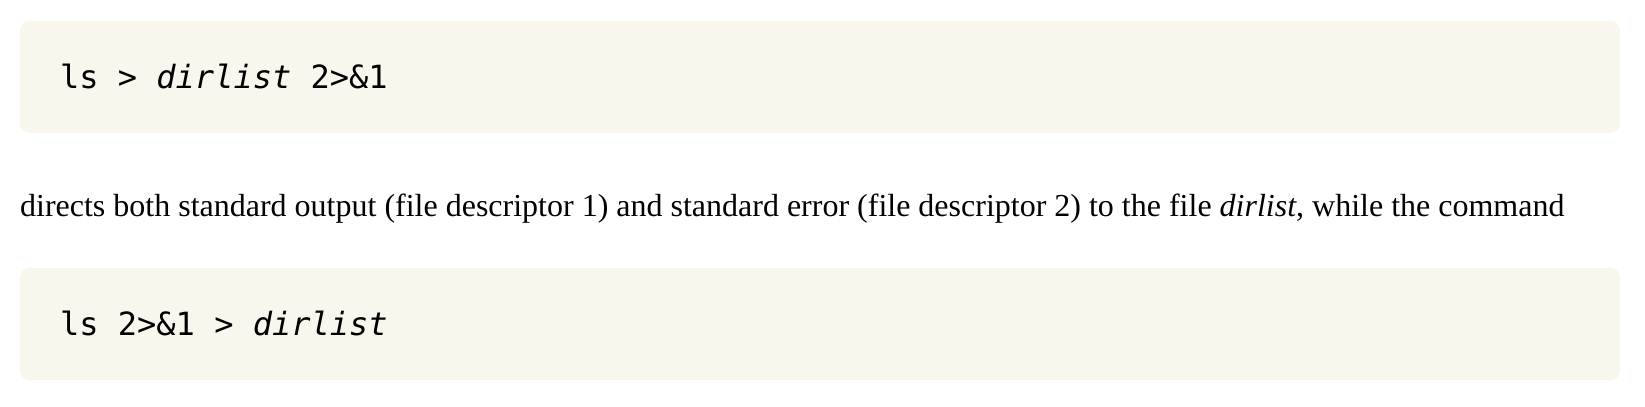 ls > dirlist 2>&1
directs both standard output (file descriptor 1) and standard error (file descriptor 2) to the file dirlist, while the command
ls 2>&1 > dirlist